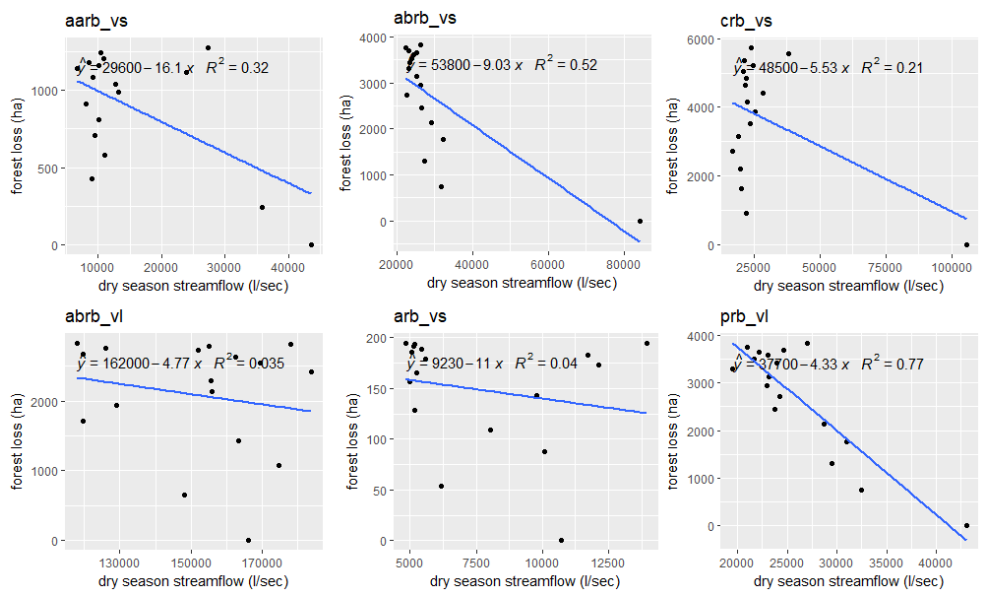 aarb_vs
ŷ = 29600 − 16.1 x R² = 0.32
1000
500
0
forest loss (ha)
10000 20000 30000 40000
dry season streamflow (l/sec)
abrb_vs
ŷ = 53800 − 9.03 x R² = 0.52
4000
3000
2000
1000
0
forest loss (ha)
20000 40000 60000 80000
dry season streamflow (l/sec)
crb_vs
ŷ = 48500 − 5.53 x R² = 0.21
6000
4000
2000
0
forest loss (ha)
25000 50000 75000 100000
dry season streamflow (l/sec)
abrb_vl
ŷ = 162000 − 4.77 x R² = 0.035
2000
1000
0
forest loss (ha)
130000 150000 170000
dry season streamflow (l/sec)
arb_vs
ŷ = 9230 − 11 x R² = 0.04
200
150
100
50
0
forest loss (ha)
5000 7500 10000 12500
dry season streamflow (l/sec)
prb_vl
ŷ = 37700 − 4.33 x R² = 0.77
4000
3000
2000
1000
0
forest loss (ha)
20000 25000 30000 35000 40000
dry season streamflow (l/sec)